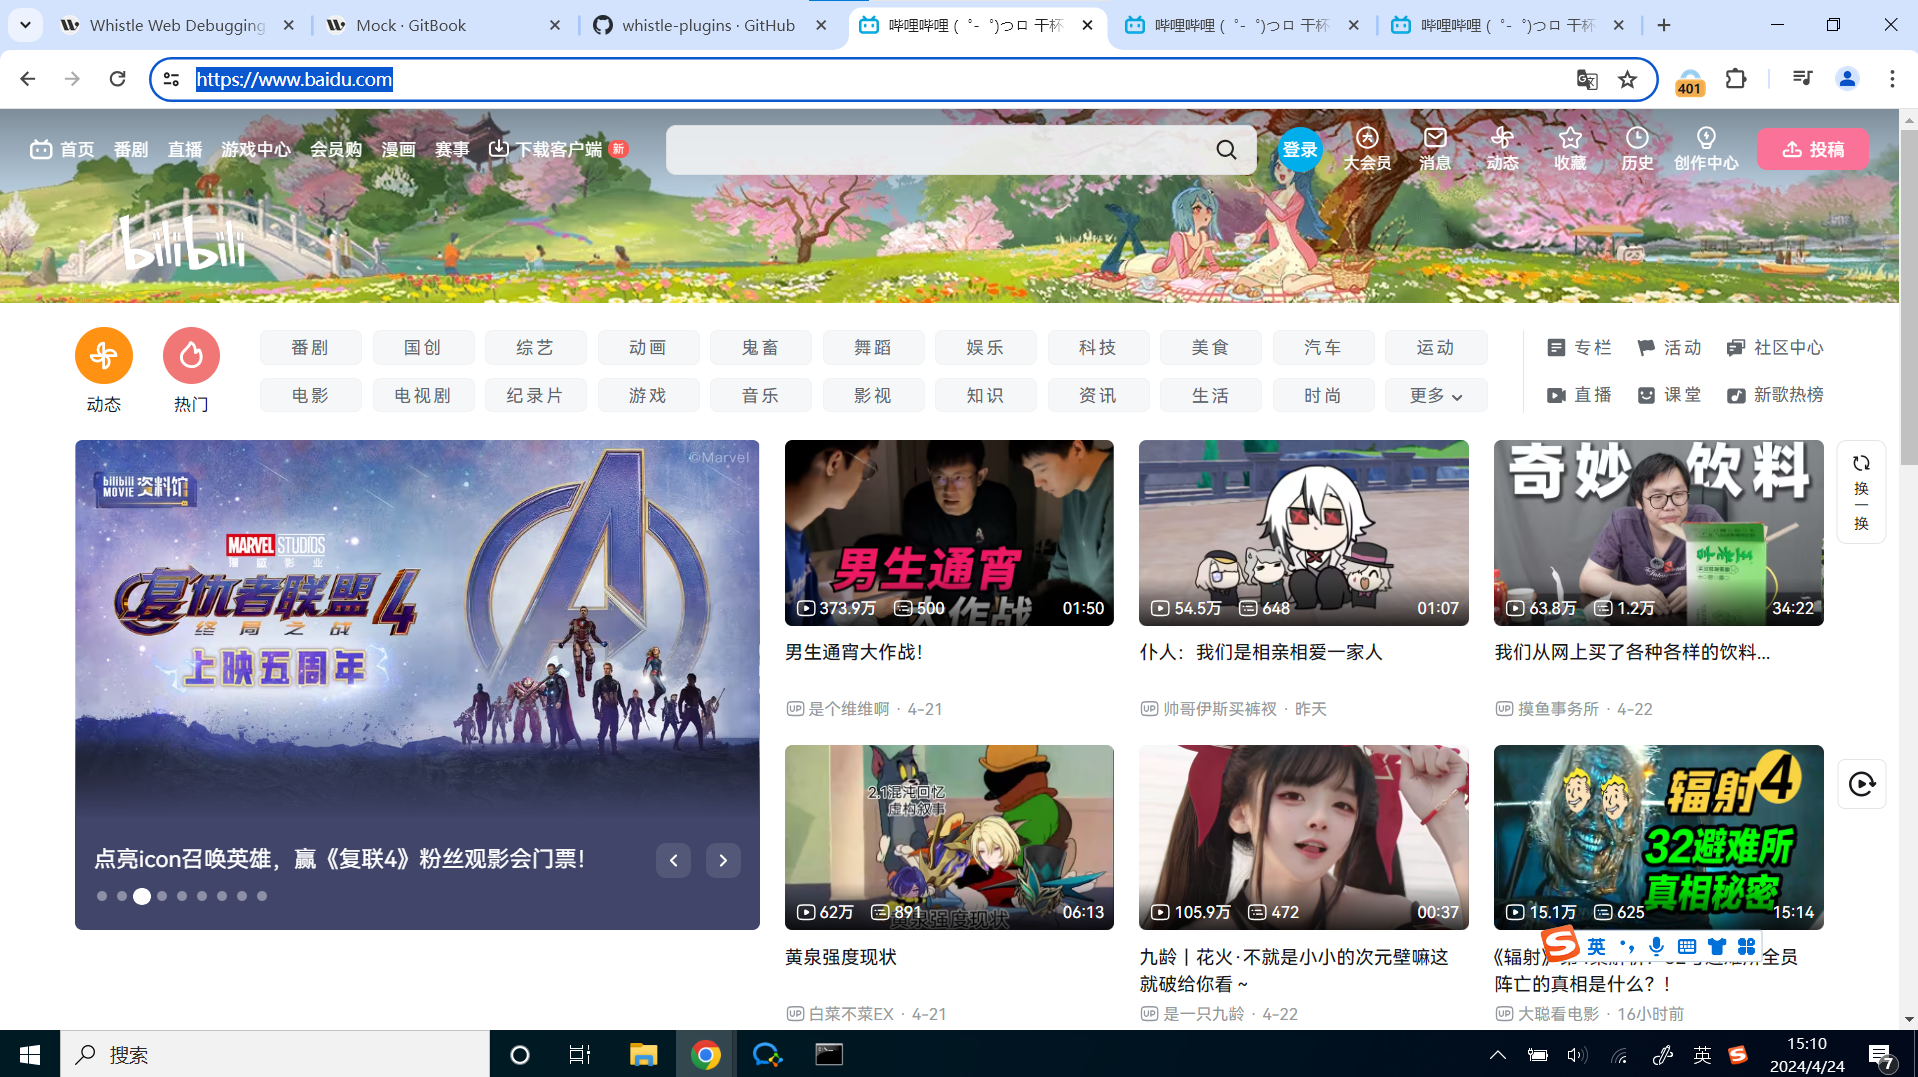 Whistle Web Debugging
Mock · GitBook
whistle-plugins · GitHub
哔哩哔哩 (゜-゜)つロ 干杯
哔哩哔哩 (゜-゜)つロ 干杯
哔哩哔哩 (゜-゜)つロ 干杯
https://www.baidu.com
401
首页
番剧
直播
游戏中心
会员购
漫画
赛事
下载客户端
新
登录
大会员
消息
动态
收藏
历史
创作中心
投稿
bilibili
动态
热门
番剧
国创
综艺
动画
鬼畜
舞蹈
娱乐
科技
美食
汽车
运动
专栏
活动
社区中心
电影
电视剧
纪录片
游戏
音乐
影视
知识
资讯
生活
时尚
更多
直播
课堂
新歌热榜
©Marvel
bilibili
MOVIE 资料馆
MARVEL STUDIOS
漫威影业
复仇者联盟4
终局之战
上映五周年
点亮icon召唤英雄，赢《复联4》粉丝观影会门票！
男生通宵
大作战
373.9万
500
01:50
男生通宵大作战！
UP 是个维维啊 · 4-21
54.5万
648
01:07
仆人：我们是相亲相爱一家人
UP 帅哥伊斯买裤衩 · 昨天
奇妙饮料
63.8万
1.2万
34:22
我们从网上买了各种各样的饮料...
UP 摸鱼事务所 · 4-22
换一换
2.1混沌回忆
虚构叙事
黄泉强度现状
62万
891
06:13
黄泉强度现状
UP 白菜不菜EX · 4-21
105.9万
472
00:37
九龄丨花火·不就是小小的次元壁嘛这
就破给你看 ~
UP 是一只九龄 · 4-22
辐射4
32避难所
真相秘密
15.1万
625
15:14
《辐射》
全员
阵亡的真相是什么？！
UP 大聪看电影 · 16小时前
英
搜索
英
15:10
2024/4/24
7